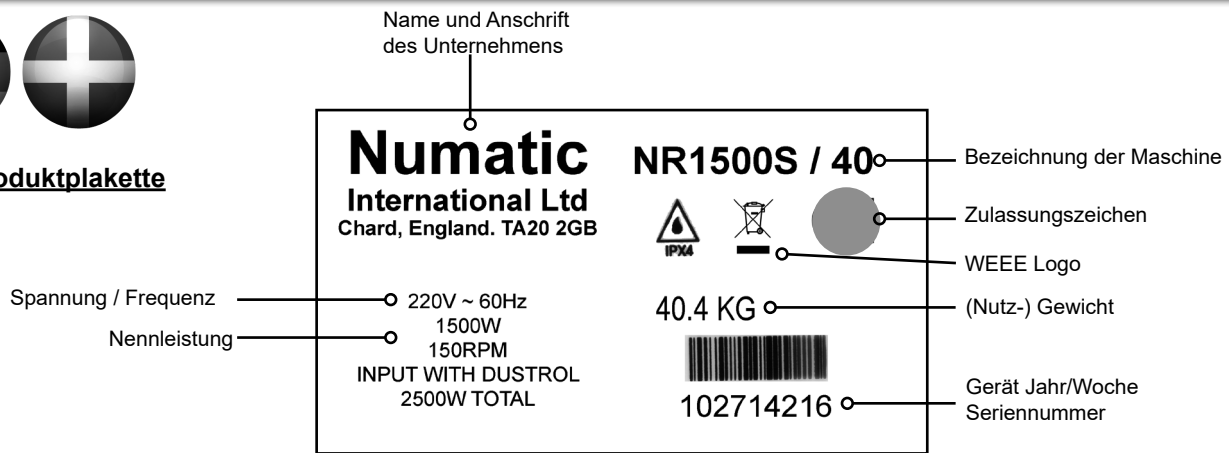 Name und Anschrift
des Unternehmens
Numatic
International Ltd
Chard, England. TA20 2GB
NR1500S / 40
Bezeichnung der Maschine
Zulassungszeichen
IPX4
WEEE Logo
Spannung / Frequenz
220V ~ 60Hz
Nennleistung
1500W
150RPM
INPUT WITH DUSTROL
2500W TOTAL
40.4 KG
(Nutz-) Gewicht
102714216
Gerät Jahr/Woche
Seriennummer